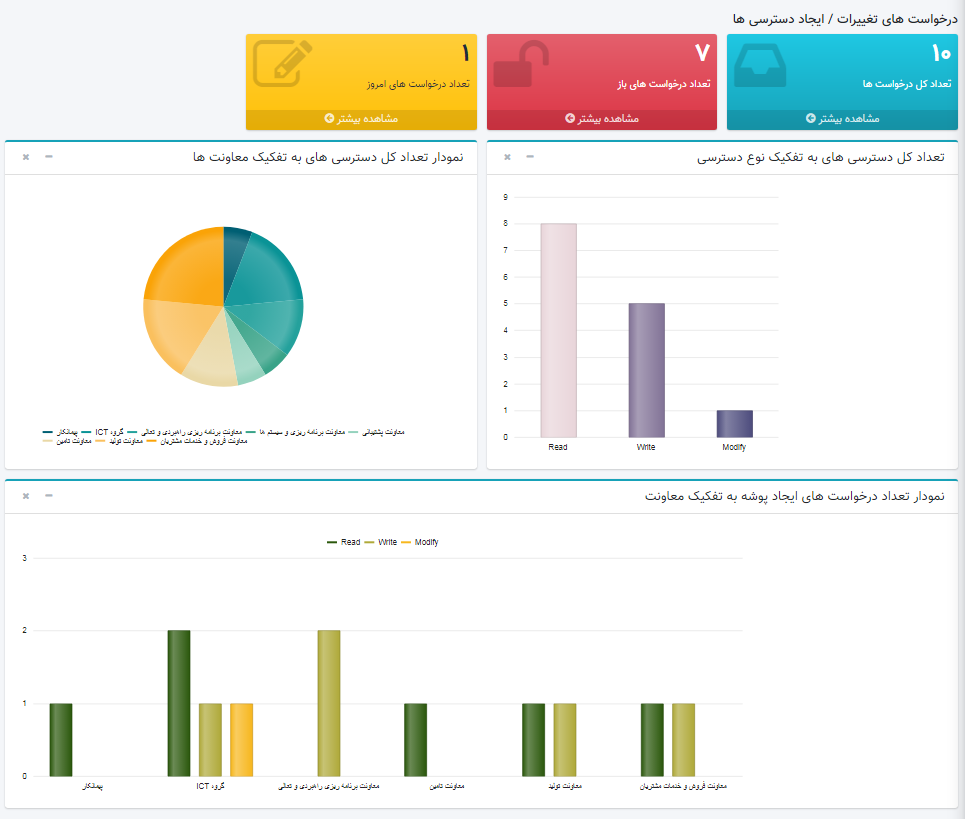 درخواست های تغییرات / ایجاد دسترسی ها
۱۰
تعداد کل درخواست ها
مشاهده بیشتر
۷
تعداد درخواست های باز
مشاهده بیشتر
۱
تعداد درخواست های امروز
مشاهده بیشتر
تعداد کل دسترسی های به تفکیک نوع دسترسی
9
8
7
6
5
4
3
2
1
0
Read Write Modify
نمودار تعداد کل دسترسی های به تفکیک معاونت ها
پیمانکار گروه ICT معاونت برنامه ریزی راهبردی و تعالی معاونت برنامه ریزی و سیستم ها معاونت پشتیبانی
معاونت تامین معاونت تولید معاونت فروش و خدمات مشتریان
نمودار تعداد درخواست های ایجاد پوشه به تفکیک معاونت
Read Write Modify
3
2
1
0
پیمانکار گروه ICT معاونت برنامه ریزی راهبردی و تعالی معاونت تامین معاونت تولید معاونت فروش و خدمات مشتریان